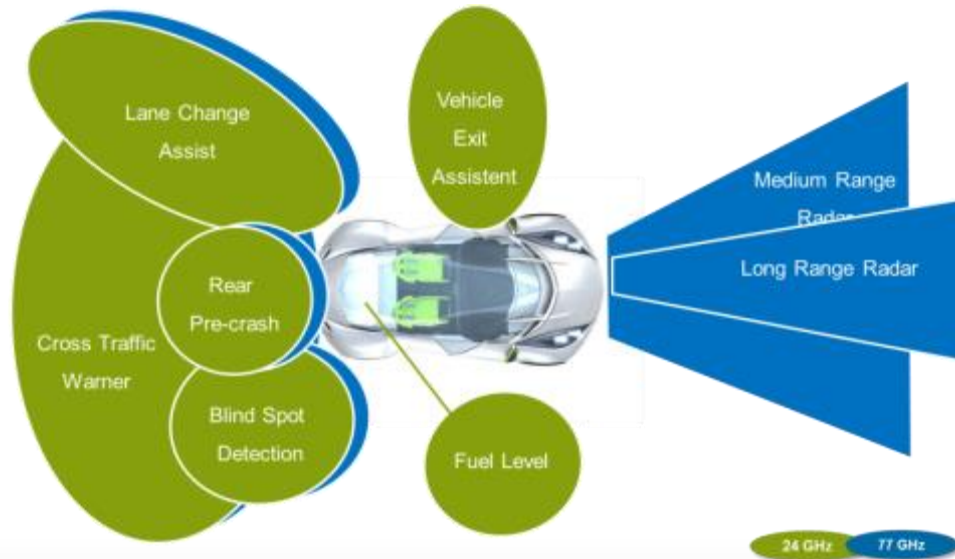 Lane Change
Assist
Vehicle
Exit
Assistent
Medium Range
Radar
Long Range Radar
Rear
Pre-crash
Cross Traffic
Warner
Blind Spot
Detection
Fuel Level
24 GHz
77 GHz